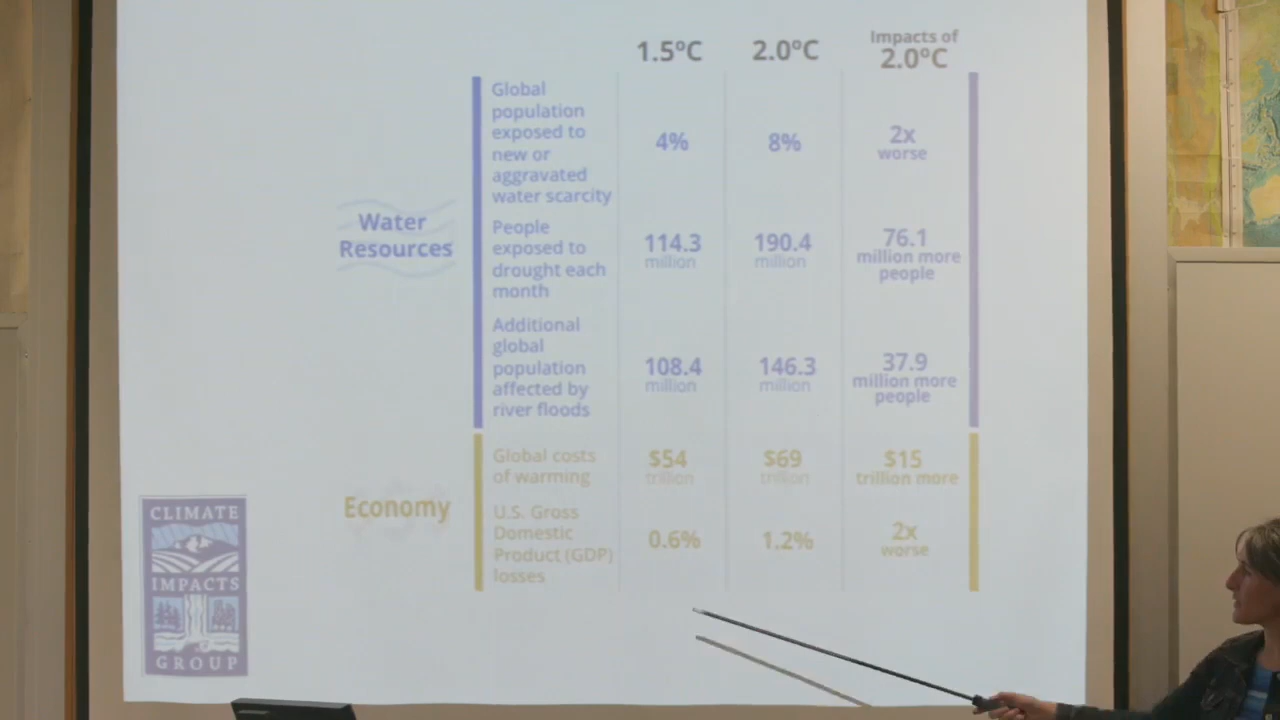 1.5ºC 2.0ºC Impacts of
2.0ºC
Water
Resources
Global
population
exposed to
new or
aggravated
water scarcity
4% 8% 2x
worse
People
exposed to
drought each
month
114.3
million
190.4
million
76.1
million more
people
Additional
global
population
affected by
river floods
108.4
million
146.3
million
37.9
million more
people
Economy
Global costs
of warming
$54
trillion
$69
trillion
$15
trillion more
U.S. Gross
Domestic
Product (GDP)
losses
0.6% 1.2% 2x
worse
CLIMATE
IMPACTS
GROUP